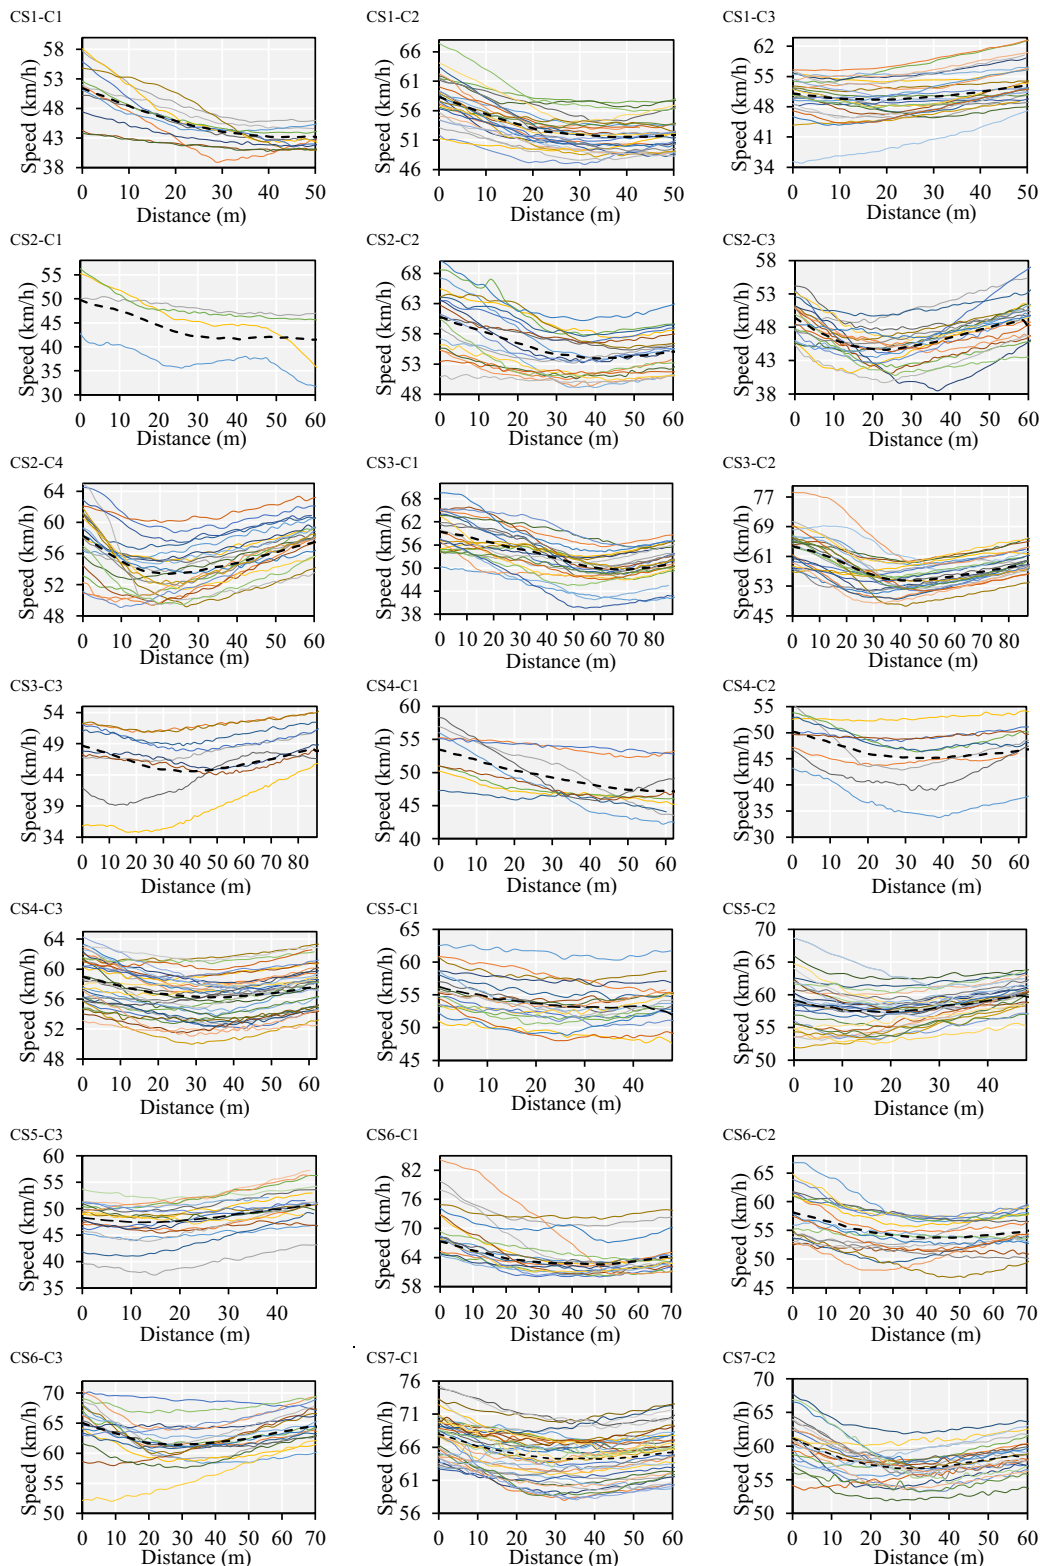 CS1-C1 CS1-C2 CS1-C3
Speed (km/h) 58 53 48 43 38
0 10 20 30 40 50
Distance (m)
Speed (km/h) 66 61 56 51 46
0 10 20 30 40 50
Distance (m)
Speed (km/h) 62 55 48 41 34
0 10 20 30 40 50
Distance (m)
CS2-C1 CS2-C2 CS2-C3
Speed (km/h) 55 50 45 40 35 30
0 10 20 30 40 50 60
Distance (m)
Speed (km/h) 68 63 58 53 48
0 10 20 30 40 50 60
Distance (m)
Speed (km/h) 58 53 48 43 38
0 10 20 30 40 50 60
Distance (m)
CS2-C4 CS3-C1 CS3-C2
Speed (km/h) 64 60 56 52 48
0 10 20 30 40 50 60
Distance (m)
Speed (km/h) 68 62 56 50 44 38
0 10 20 30 40 50 60 70 80
Distance (m)
Speed (km/h) 77 69 61 53 45
0 10 20 30 40 50 60 70 80
Distance (m)
CS3-C3 CS4-C1 CS4-C2
Speed (km/h) 54 49 44 39 34
0 10 20 30 40 50 60 70 80
Distance (m)
Speed (km/h) 60 55 50 45 40
0 10 20 30 40 50 60
Distance (m)
Speed (km/h) 55 50 45 40 35 30
0 10 20 30 40 50 60
Distance (m)
CS4-C3 CS5-C1 CS5-C2
Speed (km/h) 64 60 56 52 48
0 10 20 30 40 50 60
Distance (m)
Speed (km/h) 65 60 55 50 45
0 10 20 30 40
Distance (m)
Speed (km/h) 70 65 60 55 50
0 10 20 30 40
Distance (m)
CS5-C3 CS6-C1 CS6-C2
Speed (km/h) 60 55 50 45 40 35
0 10 20 30 40
Distance (m)
Speed (km/h) 82 76 70 64 58
0 10 20 30 40 50 60 70
Distance (m)
Speed (km/h) 65 60 55 50 45
0 10 20 30 40 50 60 70
Distance (m)
CS6-C3 CS7-C1 CS7-C2
Speed (km/h) 70 65 60 55 50
0 10 20 30 40 50 60 70
Distance (m)
Speed (km/h) 76 71 66 61 56
0 10 20 30 40 50 60
Distance (m)
Speed (km/h) 70 65 60 55 50
0 10 20 30 40 50 60
Distance (m)